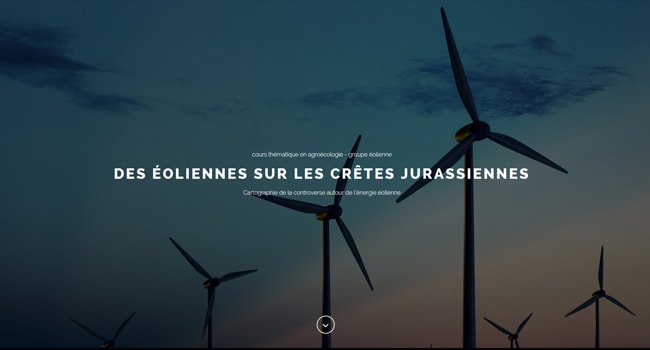 cours thématique en agroécologie - groupe éolienne
DES ÉOLIENNES SUR LES CRÊTES JURASSIENNES
Cartographie de la controverse autour de l'énergie éolienne